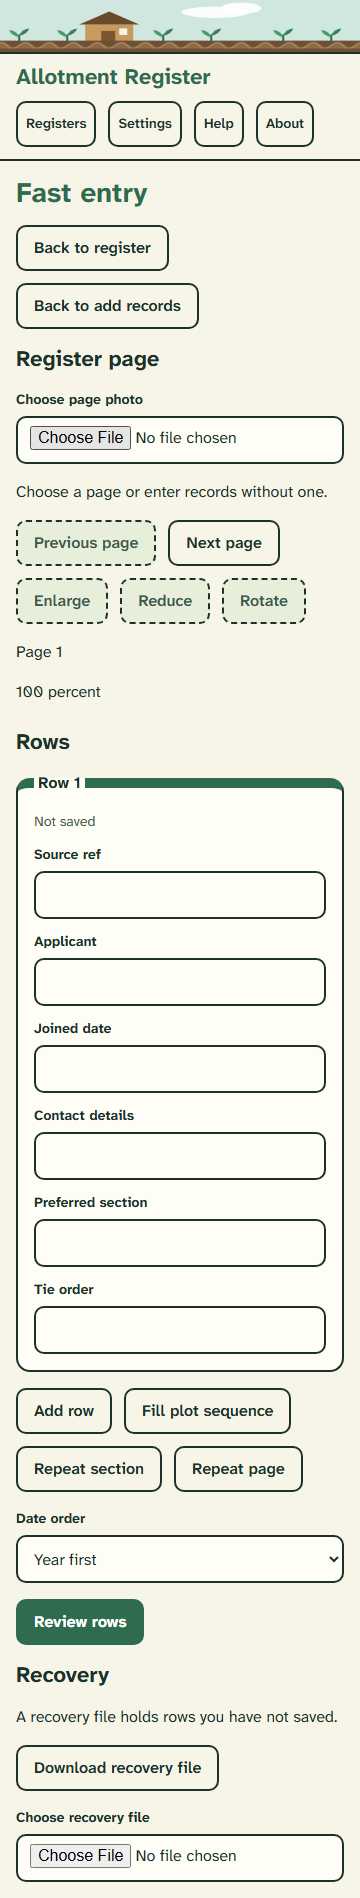 Allotment Register
Registers Settings Help About
Fast entry
Back to register
Back to add records
Register page
Choose page photo
Choose File No file chosen
Choose a page or enter records without one.
Previous page Next page
Enlarge Reduce Rotate
Page 1
100 percent
Rows
Row 1
Not saved
Source ref
Applicant
Joined date
Contact details
Preferred section
Tie order
Add row Fill plot sequence
Repeat section Repeat page
Date order
Year first
Review rows
Recovery
A recovery file holds rows you have not saved.
Download recovery file
Choose recovery file
Choose File No file chosen